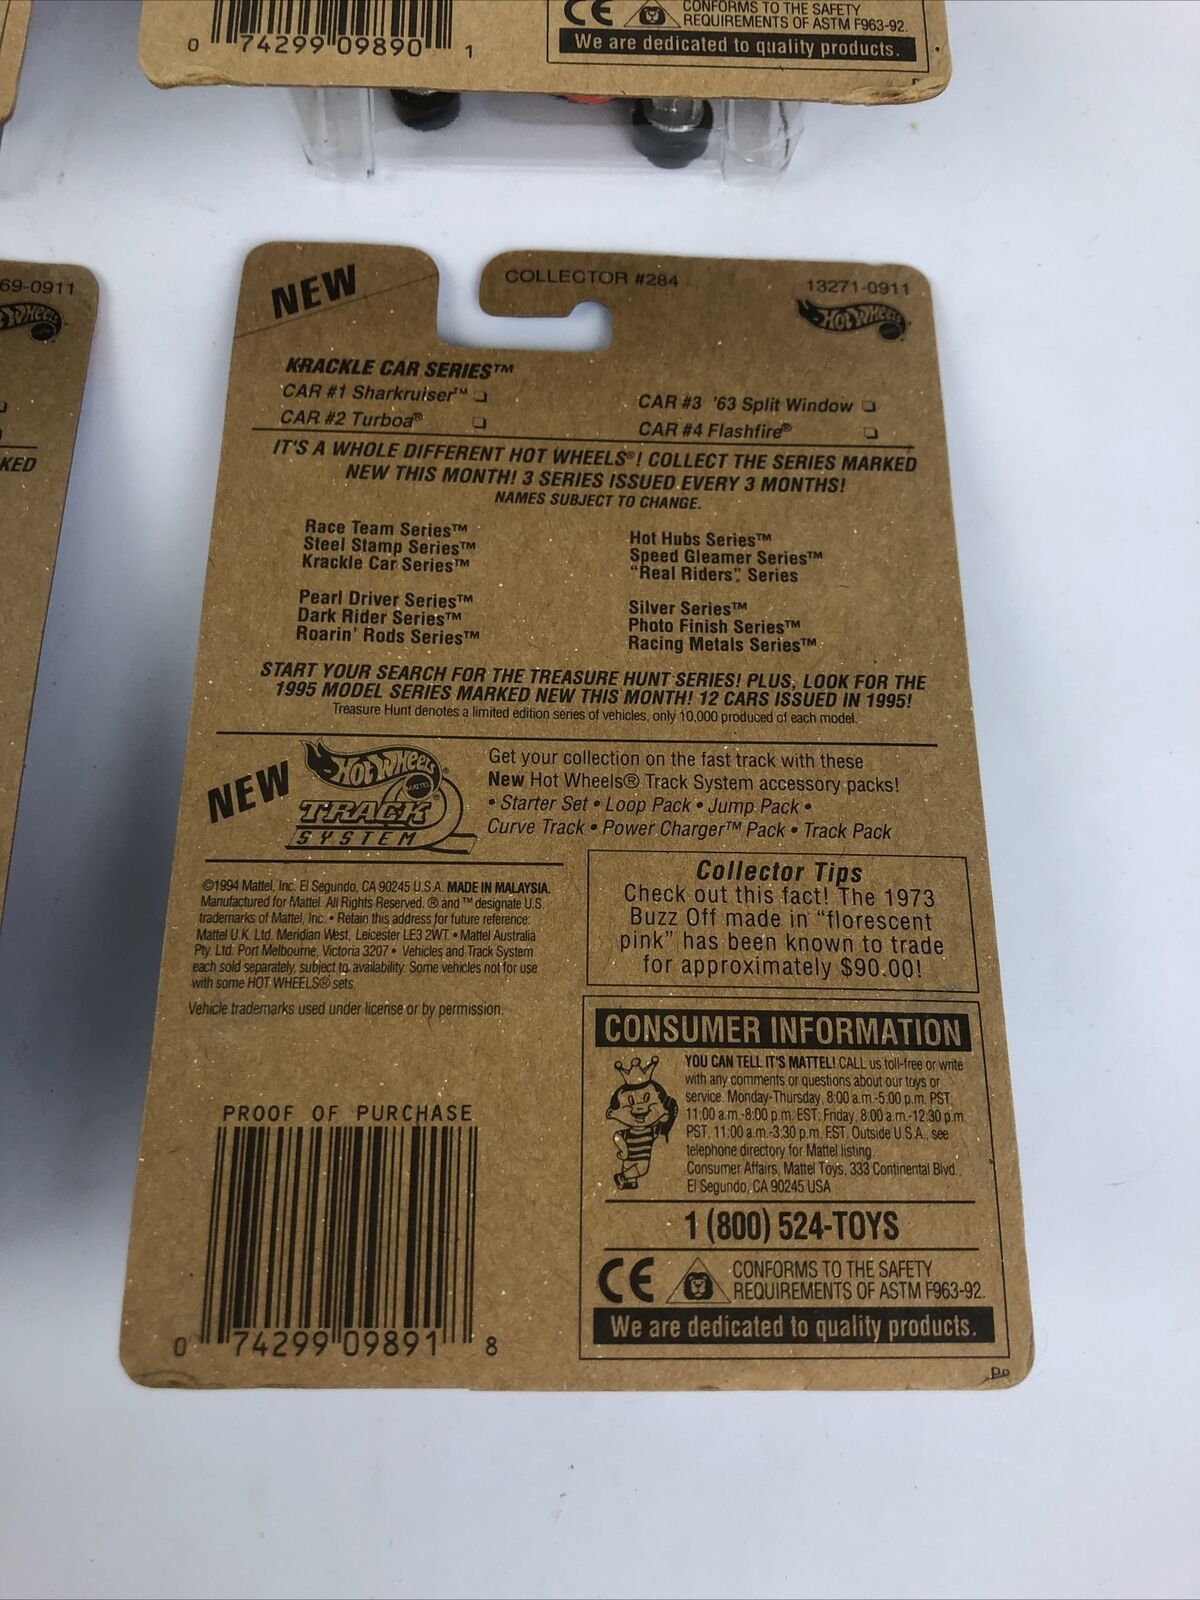 CONFORMS TO THE SAFETY
CE REQUIREMENTS OF ASTM F963-92.
We are dedicated to quality products.
0 74299 09890 1
69-0911
HOT WHEELS
KED
NEW
COLLECTOR #284
13271-0911
HOT WHEELS
KRACKLE CAR SERIES™
CAR #1 Sharkruiser™ ❑
CAR #2 Turboa® ❑
CAR #3 '63 Split Window ❑
CAR #4 Flashfire® ❑
IT'S A WHOLE DIFFERENT HOT WHEELS®! COLLECT THE SERIES MARKED
NEW THIS MONTH! 3 SERIES ISSUED EVERY 3 MONTHS!
NAMES SUBJECT TO CHANGE.
Race Team Series™
Steel Stamp Series™
Krackle Car Series™
Hot Hubs Series™
Speed Gleamer Series™
"Real Riders®" Series
Pearl Driver Series™
Dark Rider Series™
Roarin' Rods Series™
Silver Series™
Photo Finish Series™
Racing Metals Series™
START YOUR SEARCH FOR THE TREASURE HUNT SERIES! PLUS, LOOK FOR THE
1995 MODEL SERIES MARKED NEW THIS MONTH! 12 CARS ISSUED IN 1995!
Treasure Hunt denotes a limited edition series of vehicles, only 10,000 produced of each model.
NEW
HOT WHEELS®
MATTEL
TRACK®
SYSTEM
Get your collection on the fast track with these
New Hot Wheels® Track System accessory packs!
• Starter Set • Loop Pack • Jump Pack •
Curve Track • Power Charger™ Pack • Track Pack
©1994 Mattel, Inc. El Segundo, CA 90245 U.S.A. MADE IN MALAYSIA.
Manufactured for Mattel. All Rights Reserved. ® and ™ designate U.S.
trademarks of Mattel, Inc. • Retain this address for future reference:
Mattel U.K. Ltd. Meridian West, Leicester LE3 2WT • Mattel Australia
Pty. Ltd. Port Melbourne, Victoria 3207 • Vehicles and Track System
each sold separately, subject to availability. Some vehicles not for use
with some HOT WHEELS® sets.
Vehicle trademarks used under license or by permission.
Collector Tips
Check out this fact! The 1973
Buzz Off made in "florescent
pink" has been known to trade
for approximately $90.00!
CONSUMER INFORMATION
YOU CAN TELL IT'S MATTEL! CALL us toll-free or write
with any comments or questions about our toys or
service. Monday-Thursday, 8:00 a.m.-5:00 p.m. PST,
11:00 a.m.-8:00 p.m. EST; Friday, 8:00 a.m.-12:30 p.m.
PST, 11:00 a.m.-3:30 p.m. EST. Outside U.S.A., see
telephone directory for Mattel listing.
Consumer Affairs, Mattel Toys, 333 Continental Blvd.,
El Segundo, CA 90245 USA
1 (800) 524-TOYS
CE CONFORMS TO THE SAFETY
REQUIREMENTS OF ASTM F963-92.
We are dedicated to quality products.
PROOF OF PURCHASE
0 74299 09891 8